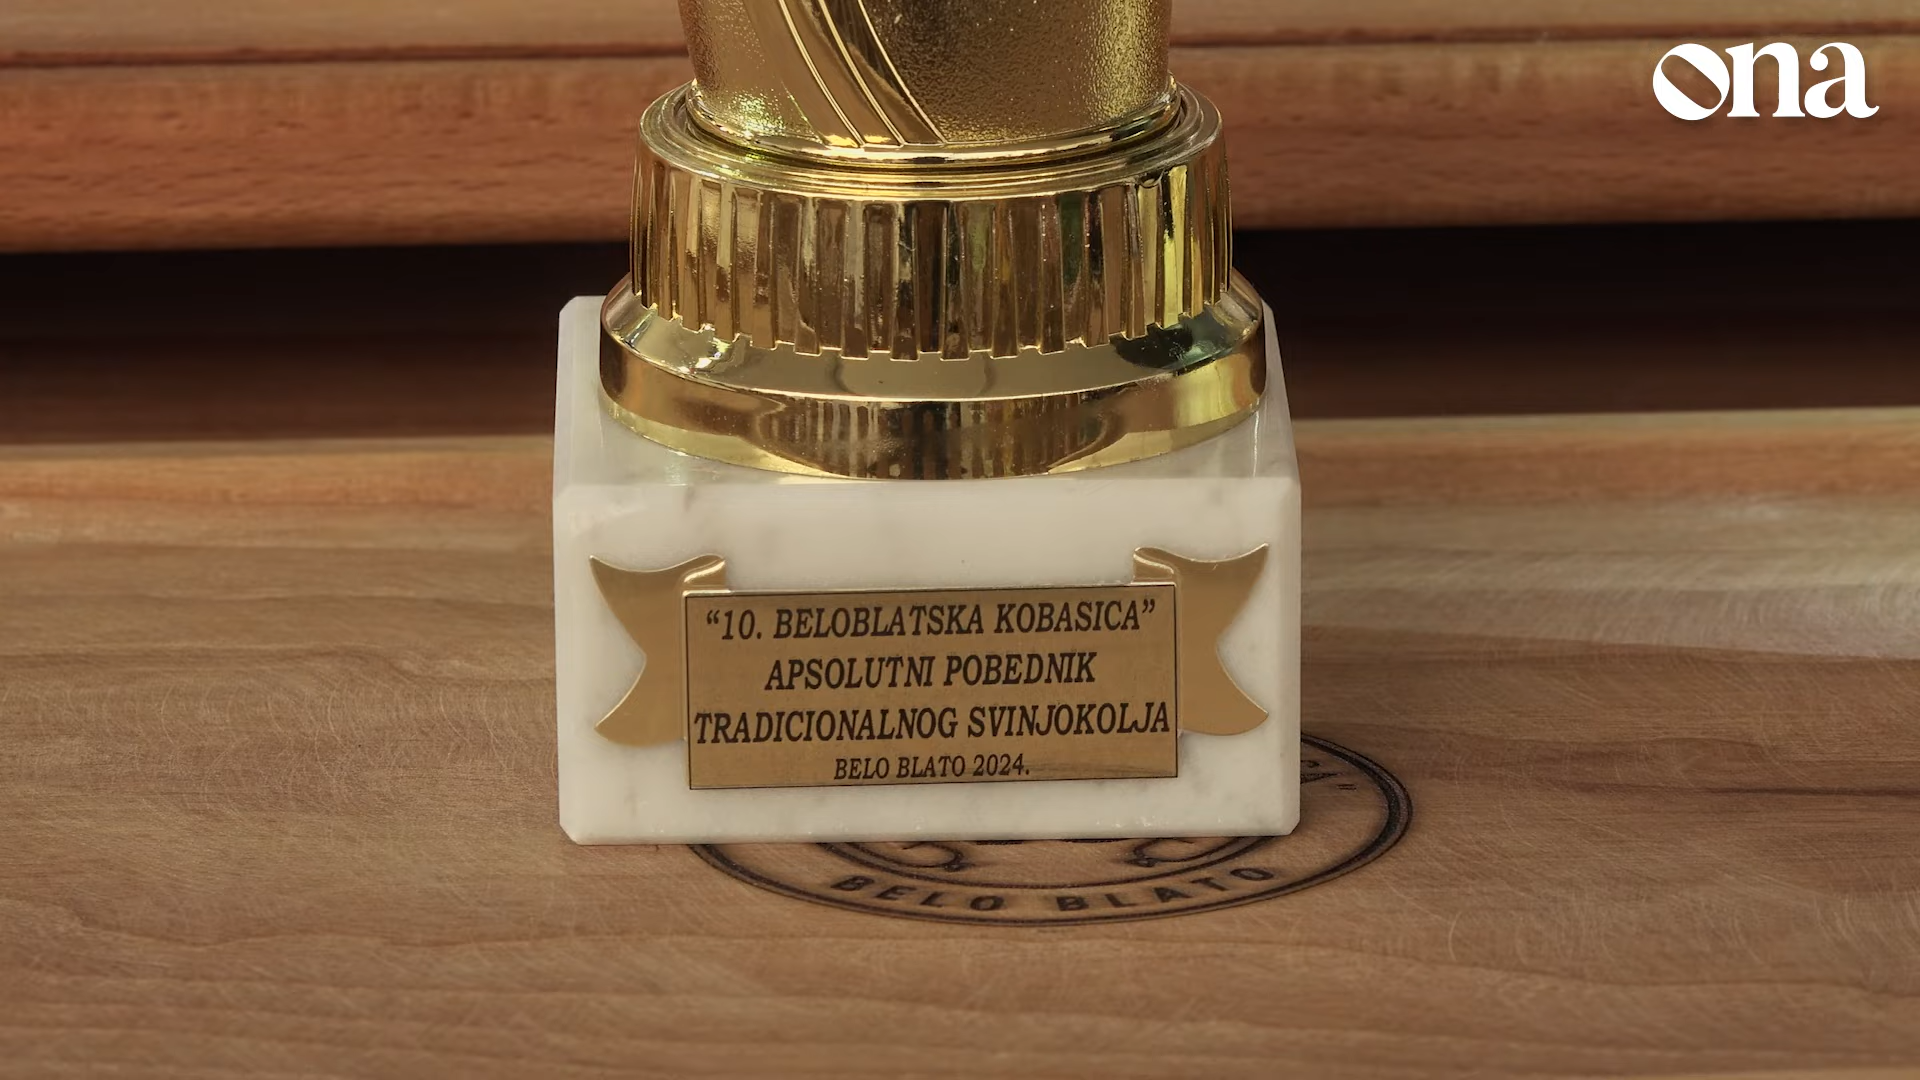 ona
“10. BELOBLATSKA KOBASICA”
APSOLUTNI POBEDNIK
TRADICIONALNOG SVINJOKOLJA
BELO BLATO 2024.
BELO BLATO